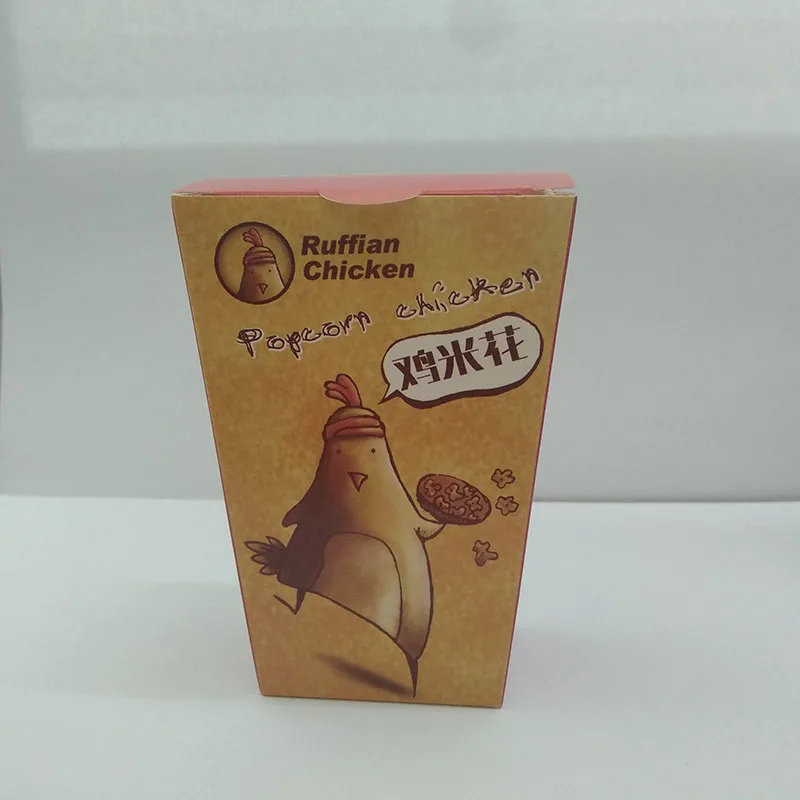 Ruffian
Chicken
Popcorn chicken
鸡米花